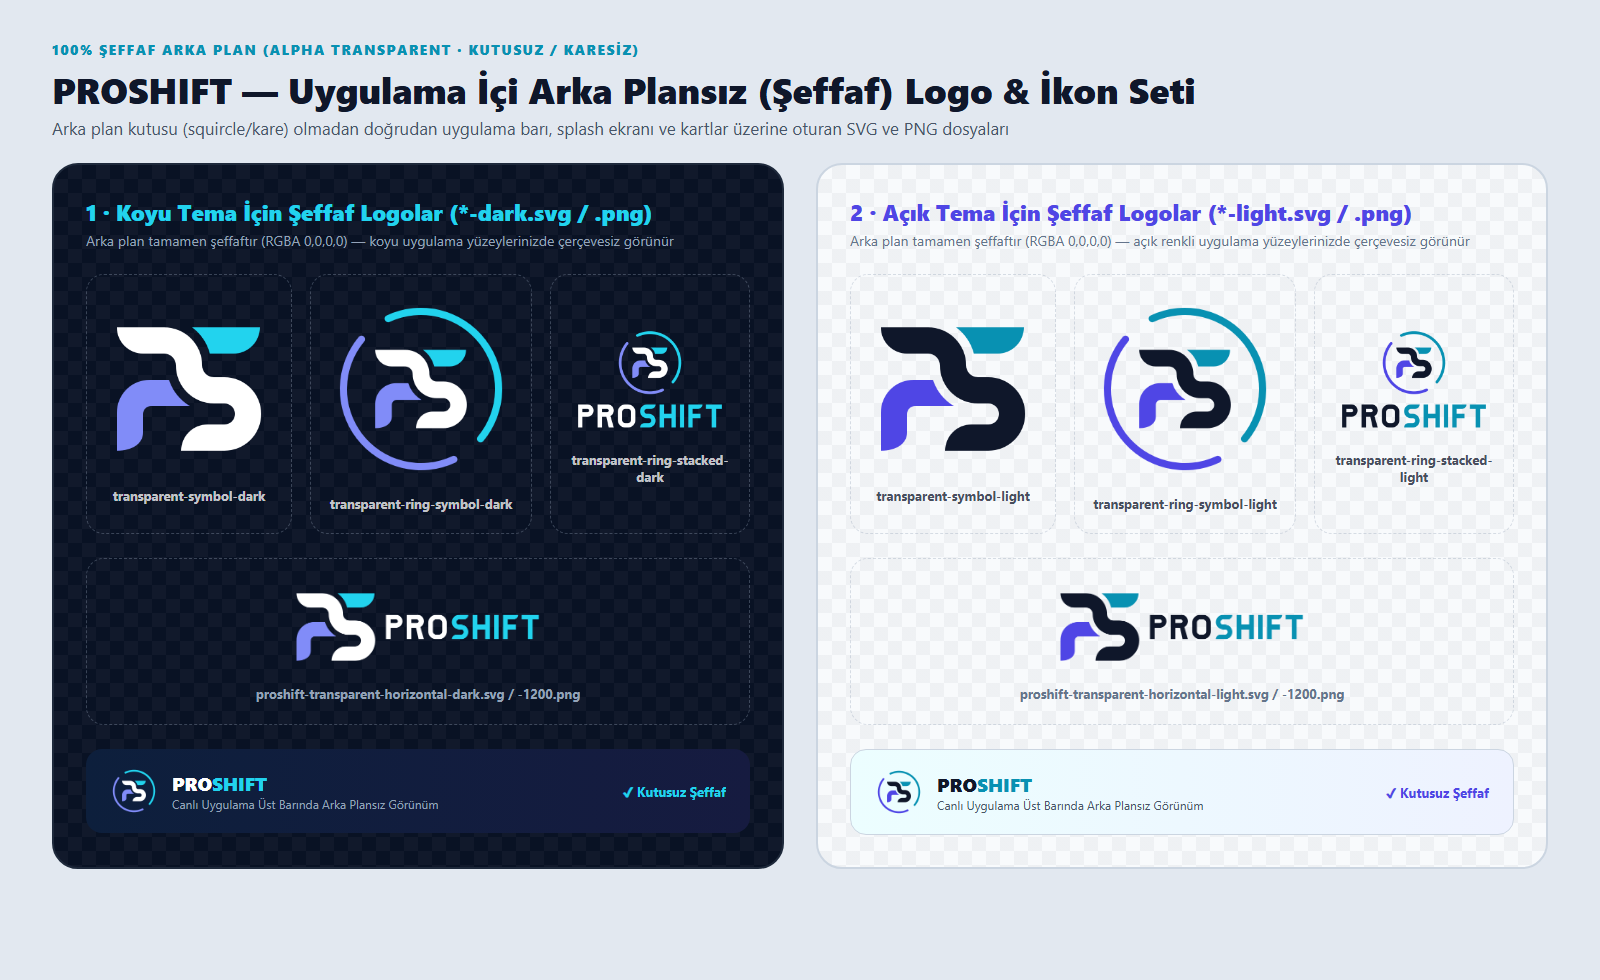 100% ŞEFFAF ARKA PLAN (ALPHA TRANSPARENT · KUTUSUZ / KARESİZ)
PROSHIFT — Uygulama İçi Arka Plansız (Şeffaf) Logo & İkon Seti
Arka plan kutusu (squircle/kare) olmadan doğrudan uygulama barı, splash ekranı ve kartlar üzerine oturan SVG ve PNG dosyaları
1 · Koyu Tema İçin Şeffaf Logolar (*-dark.svg / .png)
Arka plan tamamen şeffaftır (RGBA 0,0,0,0) — koyu uygulama yüzeylerinizde çerçevesiz görünür
PROSHIFT
transparent-symbol-dark
transparent-ring-symbol-dark
transparent-ring-stacked-
dark
PROSHIFT
proshift-transparent-horizontal-dark.svg / -1200.png
PROSHIFT
Canlı Uygulama Üst Barında Arka Plansız Görünüm
✓ Kutusuz Şeffaf
2 · Açık Tema İçin Şeffaf Logolar (*-light.svg / .png)
Arka plan tamamen şeffaftır (RGBA 0,0,0,0) — açık renkli uygulama yüzeylerinizde çerçevesiz görünür
PROSHIFT
transparent-symbol-light
transparent-ring-symbol-light
transparent-ring-stacked-
light
PROSHIFT
proshift-transparent-horizontal-light.svg / -1200.png
PROSHIFT
Canlı Uygulama Üst Barında Arka Plansız Görünüm
✓ Kutusuz Şeffaf